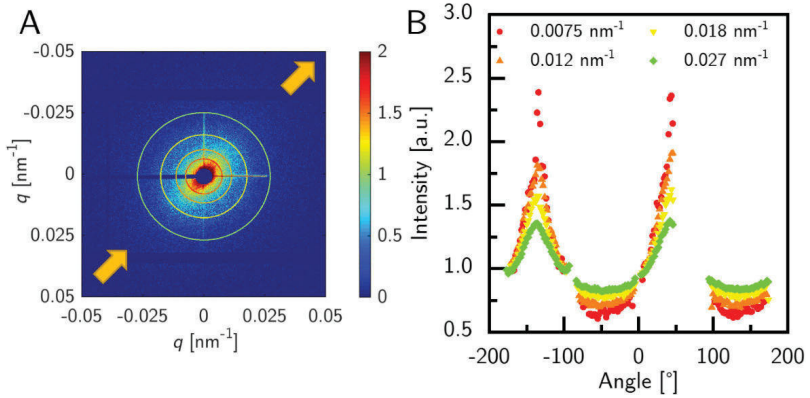 A
-0.05
-0.025
0
0.025
0.05
q [nm⁻¹]
-0.05 -0.025 0 0.025 0.05
q [nm⁻¹]
2
1.5
1
0.5
0
B
3.0
2.5
2.0
1.5
1.0
0.5
Intensity [a.u.]
0.0075 nm⁻¹ 0.018 nm⁻¹
0.012 nm⁻¹ 0.027 nm⁻¹
-200 -100 0 100 200
Angle [°]